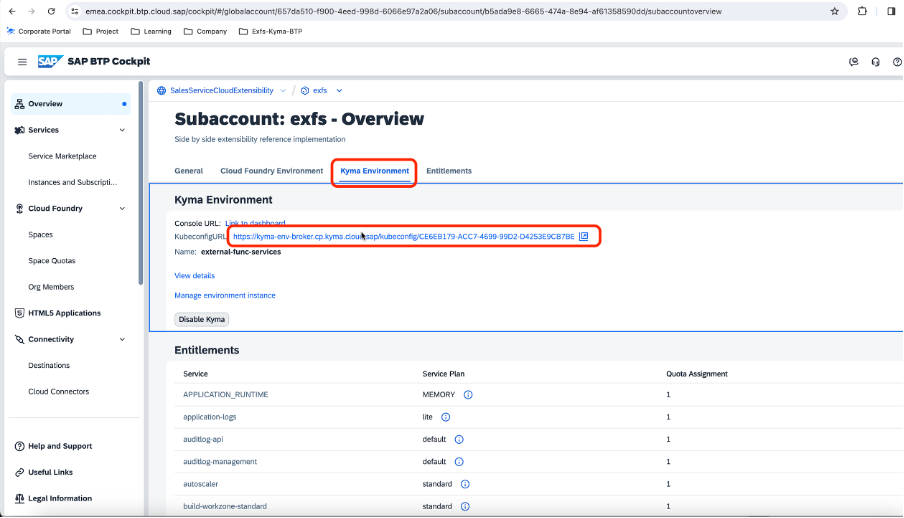 emea.cockpit.btp.cloud.sap/cockpit/#/globalaccount/657da510-f900-4eed-998d-6066e97a2a06/subaccount/b5ada9e8-6665-474a-8e94-af61358590dd/subaccountoverview
Corporate Portal
Project
Learning
Company
Exfs-Kyma-BTP
SAP
SAP BTP Cockpit
Overview
Services
Service Marketplace
Instances and Subscripti...
Cloud Foundry
Spaces
Space Quotas
Org Members
HTML5 Applications
Connectivity
Destinations
Cloud Connectors
Help and Support
Useful Links
Legal Information
SalesServiceCloudExtensibility / exfs
Subaccount: exfs - Overview
Side by side extensibility reference implementation
General Cloud Foundry Environment Kyma Environment Entitlements
Kyma Environment
Console URL: Link to dashboard
KubeconfigURL: https://kyma-env-broker.cp.kyma.cloud.sap/kubeconfig/CE6EB179-ACC7-4699-99D2-D4253E9CB7BE
Name: external-func-services
View details
Manage environment instance
Disable Kyma
Entitlements
Service Service Plan Quota Assignment
APPLICATION_RUNTIME MEMORY 1
application-logs lite 1
auditlog-api default 1
auditlog-management default 1
autoscaler standard 1
build-workzone-standard standard 1